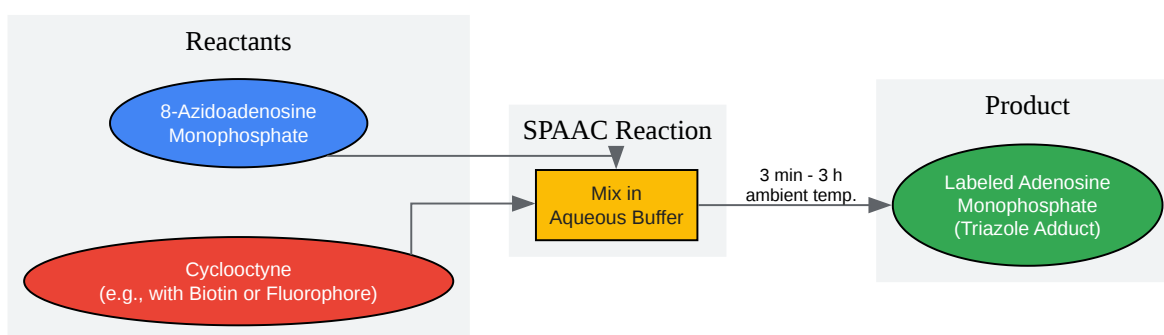 Reactants
8-Azidoadenosine
Monophosphate
Cyclooctyne
(e.g., with Biotin or Fluorophore)
SPAAC Reaction
Mix in
Aqueous Buffer
3 min - 3 h
ambient temp.
Product
Labeled Adenosine
Monophosphate
(Triazole Adduct)